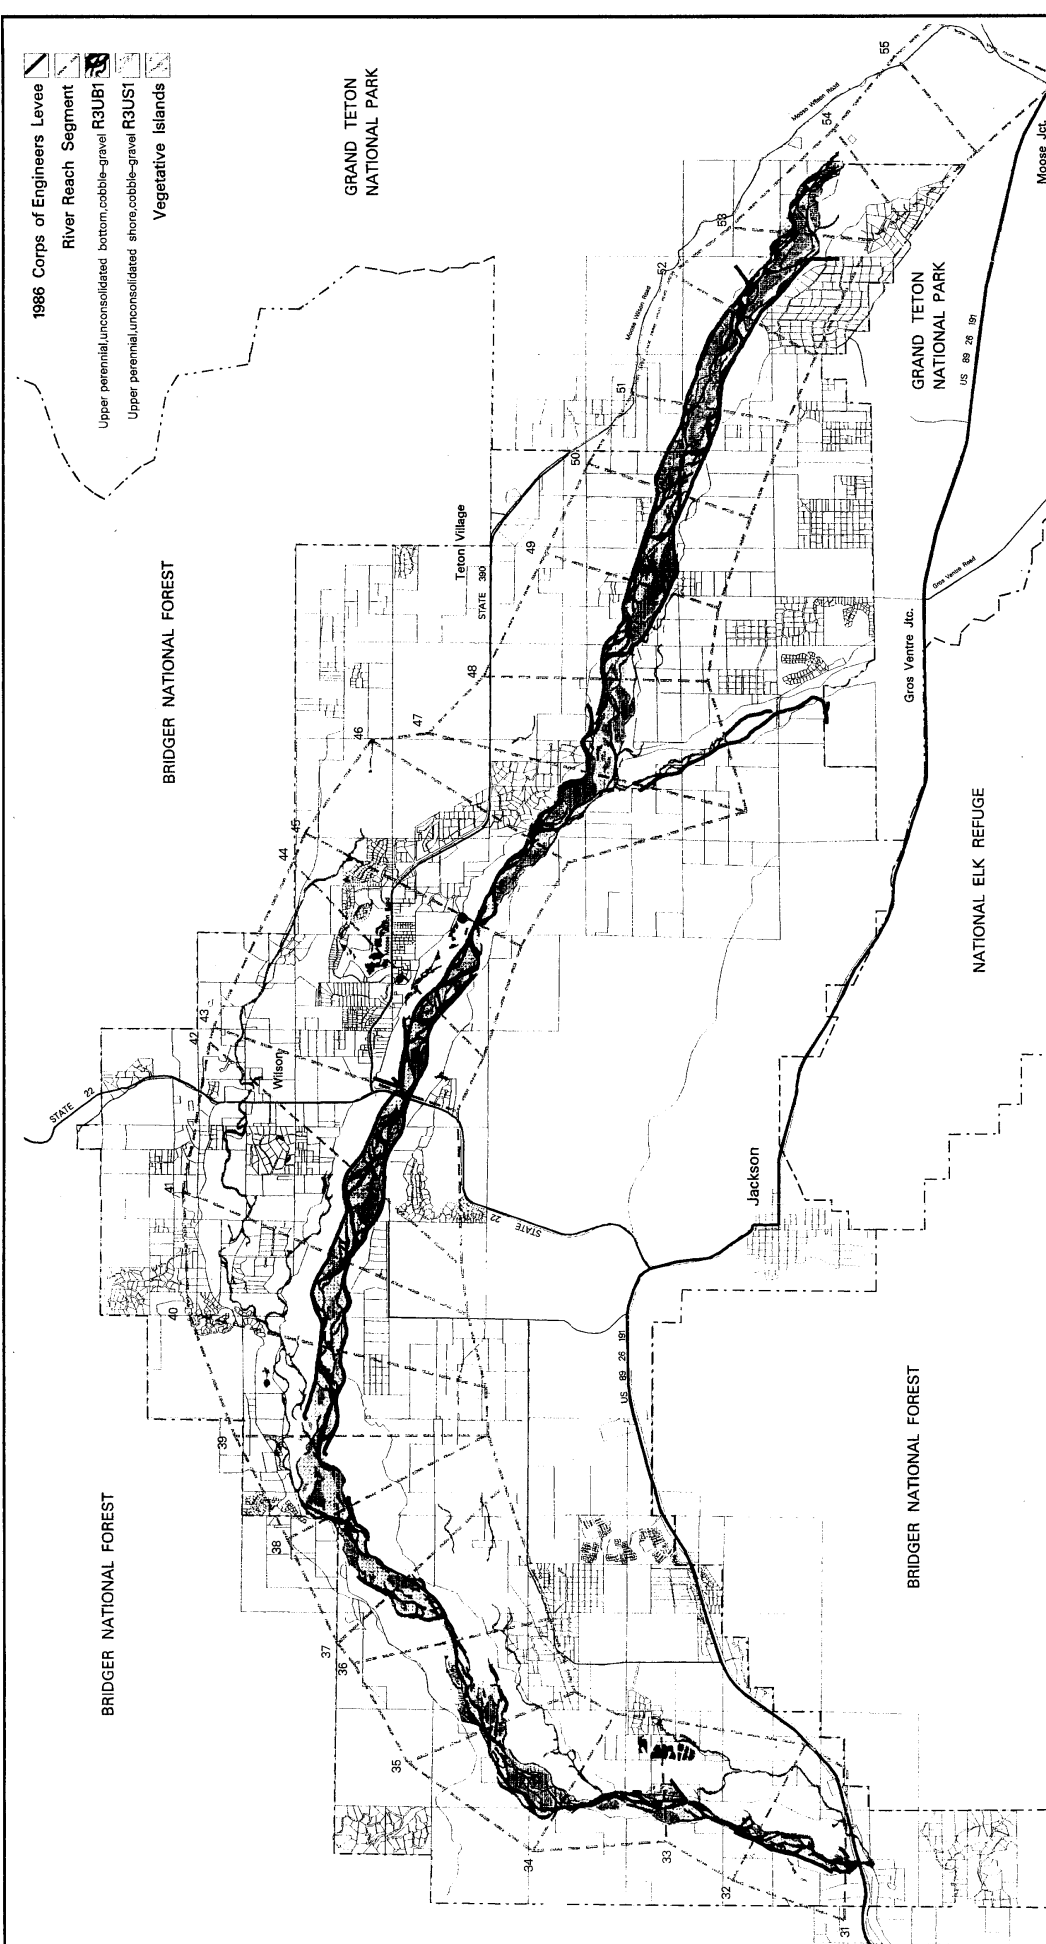 1986 Corps of Engineers Levee
River Reach Segment
Upper perennial,unconsolidated bottom,cobble-gravel R3UB1
Upper perennial,unconsolidated shore,cobble-gravel R3US1
Vegetative Islands
GRAND TETON
NATIONAL PARK
BRIDGER NATIONAL FOREST
BRIDGER NATIONAL FOREST
Moose Wilson Road
55
54
53
52
Moose Wilson Road
51
50
49
48
47
46
45
44
43
42
41
40
39
38
37
36
35
34
33
32
31
Teton Village
STATE 390
Wilson
STATE 22
STATE 22
Jackson
US 89 26 191
GRAND TETON
NATIONAL PARK
US 89 26 191
Moose Jct.
Gros Ventre Road
Gros Ventre Jtc.
NATIONAL ELK REFUGE
BRIDGER NATIONAL FOREST